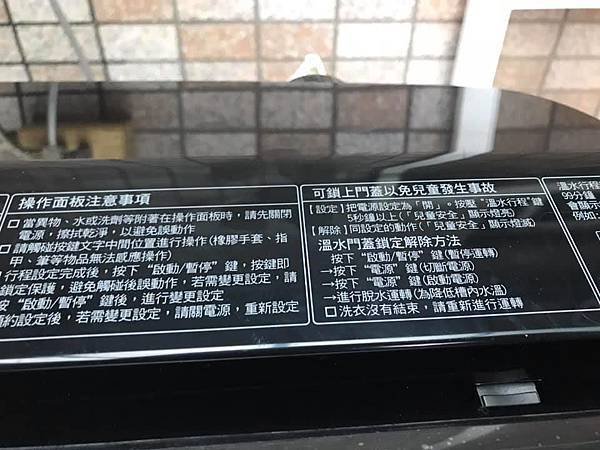 操作面板注意事項
□ 當異物、水或洗劑等附著在操作面板時，請先關閉
電源，擦拭乾淨，以避免誤動作
□ 請觸碰按鍵文字中間位置進行操作(橡膠手套、指
甲、筆等物品無法感應操作)
行程設定完成後，按下“啟動/暫停”鍵，按鍵即
鎖定保護，避免觸碰後誤動作，若需變更設定，請
按“啟動/暫停”鍵後，進行變更設定
約設定後，若需變更設定，請關電源，重新設定
可鎖上門蓋以免兒童發生事故
【設定】把電源設定為「開」。按壓“溫水行程”鍵
5秒鐘以上(「兒童安全」顯示燈亮)
【解除】同設定的動作(「兒童安全」顯示燈滅)
溫水門蓋鎖定解除方法
按下“啟動/暫停”鍵(暫停運轉)
→按下“電源”鍵(切斷電源)
→按下“電源”鍵(啟動電源)
→進行脫水運轉(為降低槽內水溫)
□ 洗衣沒有結束，請重新進行運轉
溫水行程
99分鐘
會顯示
例如: